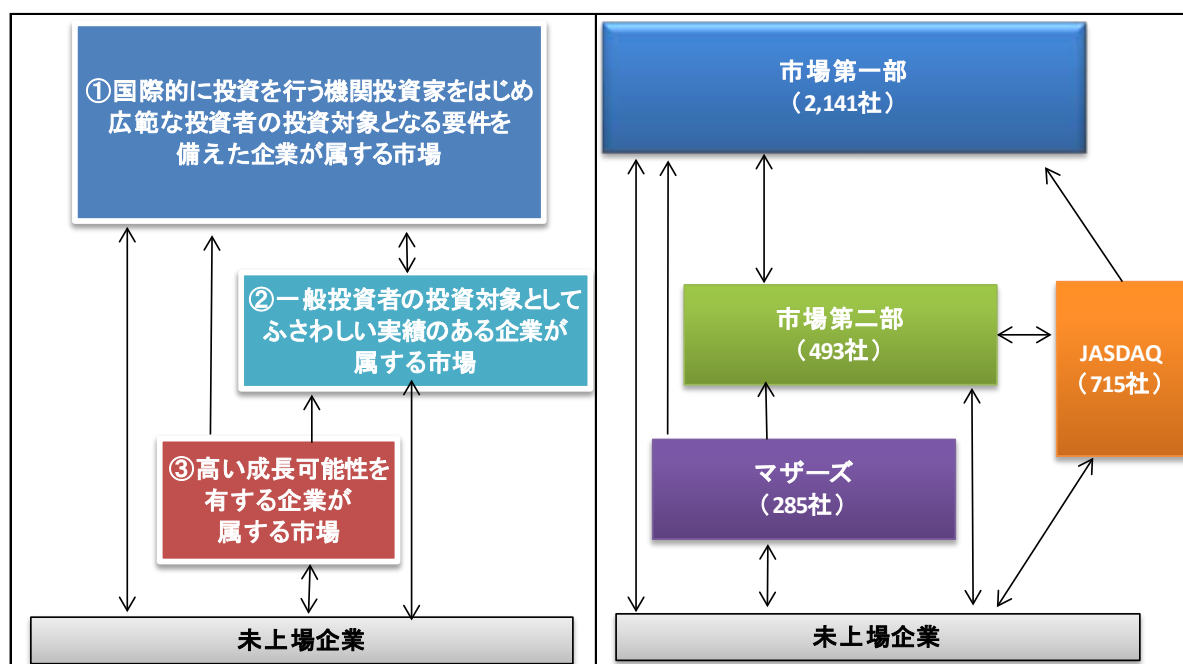 ①国際的に投資を行う機関投資家をはじめ
広範な投資者の投資対象となる要件を
備えた企業が属する市場
②一般投資者の投資対象として
ふさわしい実績のある企業が
属する市場
③高い成長可能性を
有する企業が
属する市場
未上場企業
市場第一部
（2,141社）
市場第二部
（493社）
JASDAQ
（715社）
マザーズ
（285社）
未上場企業